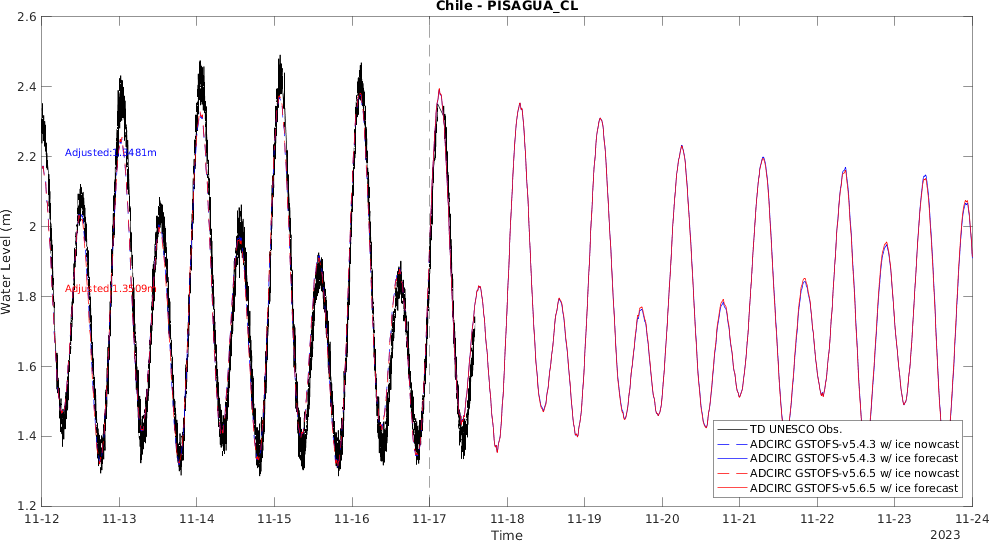 Chile - PISAGUA_CL
2.6
2.4
2.2
2
1.8
1.6
1.4
1.2
Water Level (m)
Adjusted:1.3481m
Adjusted:1.3509m
TD UNESCO Obs.
ADCIRC GSTOFS-v5.4.3 w/ ice nowcast
ADCIRC GSTOFS-v5.4.3 w/ ice forecast
ADCIRC GSTOFS-v5.6.5 w/ ice nowcast
ADCIRC GSTOFS-v5.6.5 w/ ice forecast
11-12 11-13 11-14 11-15 11-16 11-17 11-18 11-19 11-20 11-21 11-22 11-23 11-24
Time
2023